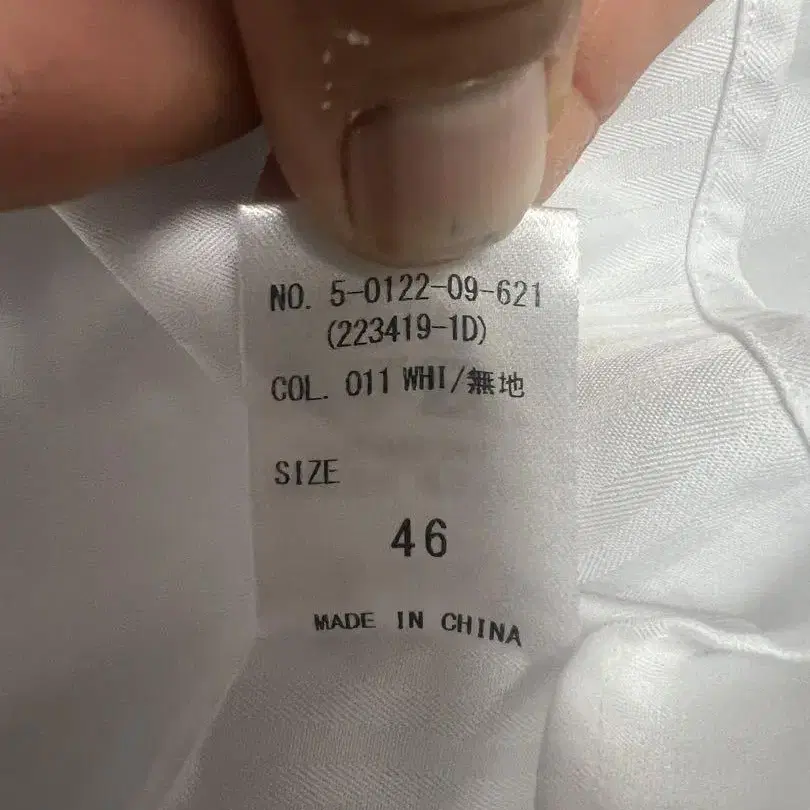 NO. 5-0122-09-621
(223419-1D)
COL. 011 WHI/無地
SIZE
46
MADE IN CHINA